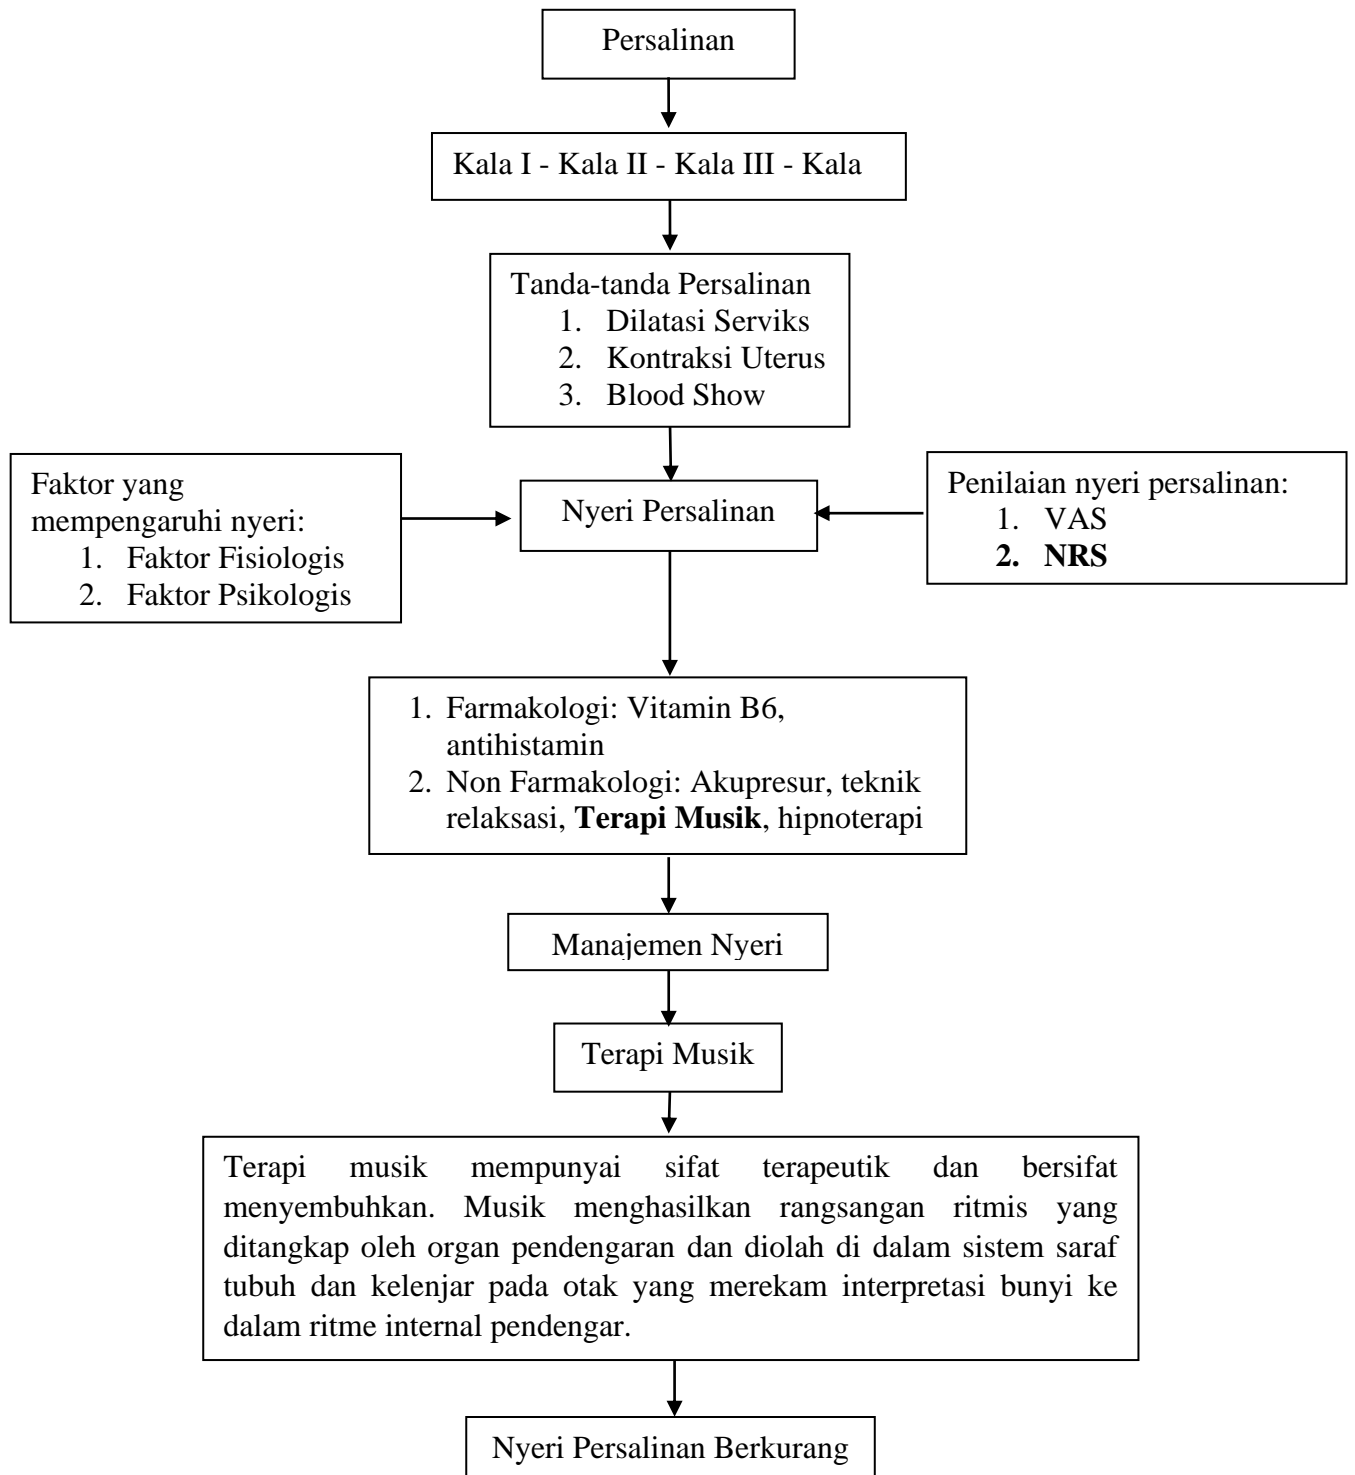 Persalinan
Kala I - Kala II - Kala III - Kala
Tanda-tanda Persalinan
1. Dilatasi Serviks
2. Kontraksi Uterus
3. Blood Show
Faktor yang
mempengaruhi nyeri:
1. Faktor Fisiologis
2. Faktor Psikologis
Nyeri Persalinan
Penilaian nyeri persalinan:
1. VAS
2. NRS
1. Farmakologi: Vitamin B6,
antihistamin
2. Non Farmakologi: Akupresur, teknik
relaksasi, Terapi Musik, hipnoterapi
Manajemen Nyeri
Terapi Musik
Terapi musik mempunyai sifat terapeutik dan bersifat
menyembuhkan. Musik menghasilkan rangsangan ritmis yang
ditangkap oleh organ pendengaran dan diolah di dalam sistem saraf
tubuh dan kelenjar pada otak yang merekam interpretasi bunyi ke
dalam ritme internal pendengar.
Nyeri Persalinan Berkurang